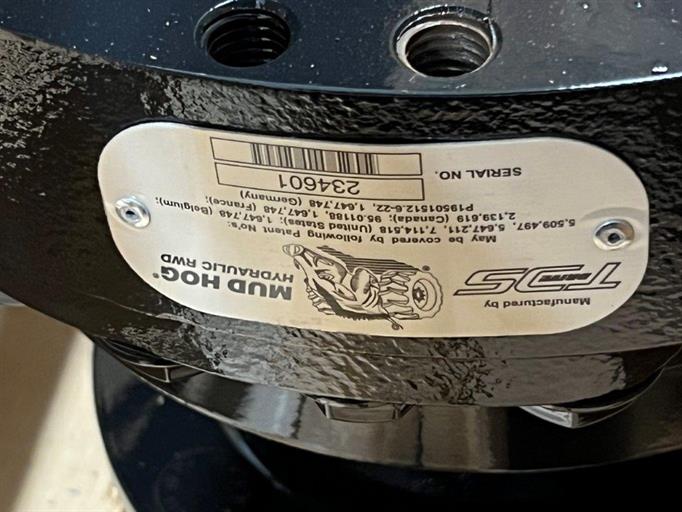 Manufactured by
TDS
DRIVE
MUD HOG®
HYDRAULIC RWD
May be covered by following Patent No's:
5,509,497, 5,647,211, 7,114,518 (United States)
2,139,619 (Canada); 95.01188, 1,647,748 (France);
P19501512.6-22, 1,647,748 (Germany)
1,647,748 (Belgium);
SERIAL NO.
234601